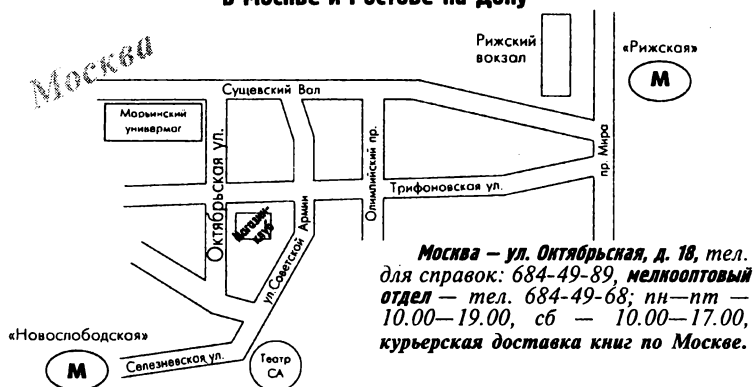 в Москве и Ростове-на-Дону
Москва
Рижский
вокзал
«Рижская»
М
Сущевский Вал
Марьинский
универмаг
Октябрьская ул.
Олимпийский пр.
пр. Мира
Трифоновская ул.
Магазин-
клуб
ул. Советской Армии
Москва – ул. Октябрьская, д. 18, тел.
для справок: 684-49-89, мелкооптовый
отдел — тел. 684-49-68; пн—пт —
10.00—19.00, сб — 10.00—17.00,
курьерская доставка книг по Москве.
«Новослободская»
М
Селезневская ул.
Театр
СА